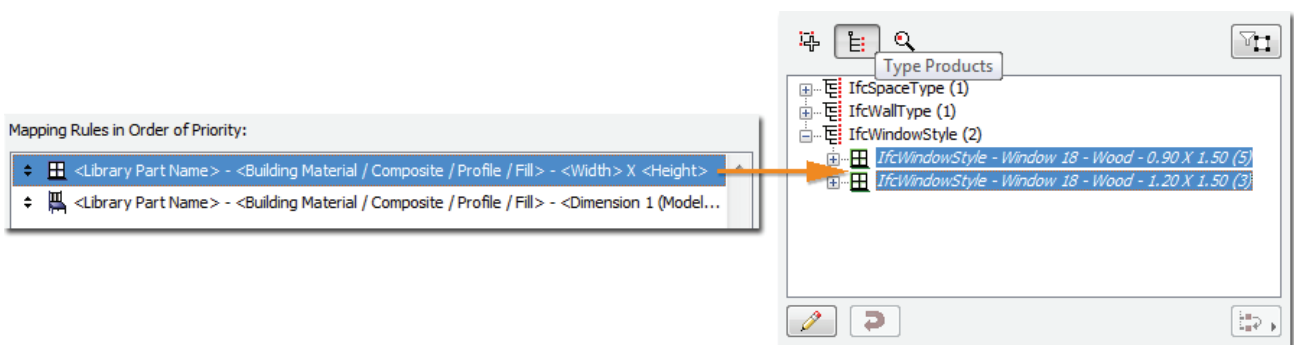 Type Products
IfcSpaceType (1)
IfcWallType (1)
IfcWindowStyle (2)
IfcWindowStyle - Window 18 - Wood - 0.90 X 1.50 (5)
IfcWindowStyle - Window 18 - Wood - 1.20 X 1.50 (3)
Mapping Rules in Order of Priority:
<Library Part Name> - <Building Material / Composite / Profile / Fill> - <Width> X <Height>
<Library Part Name> - <Building Material / Composite / Profile / Fill> - <Dimension 1 (Model...